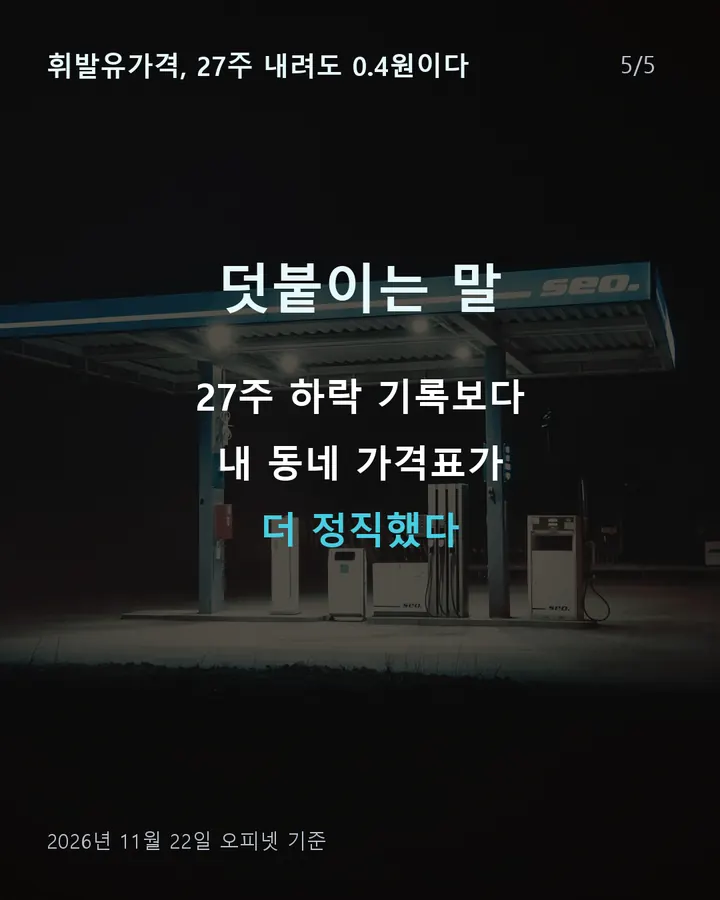 휘발유가격, 27주 내려도 0.4원이다
5/5
덧붙이는 말
seo.
27주 하락 기록보다
내 동네 가격표가
더 정직했다
seo.
seo.
2026년 11월 22일 오피넷 기준